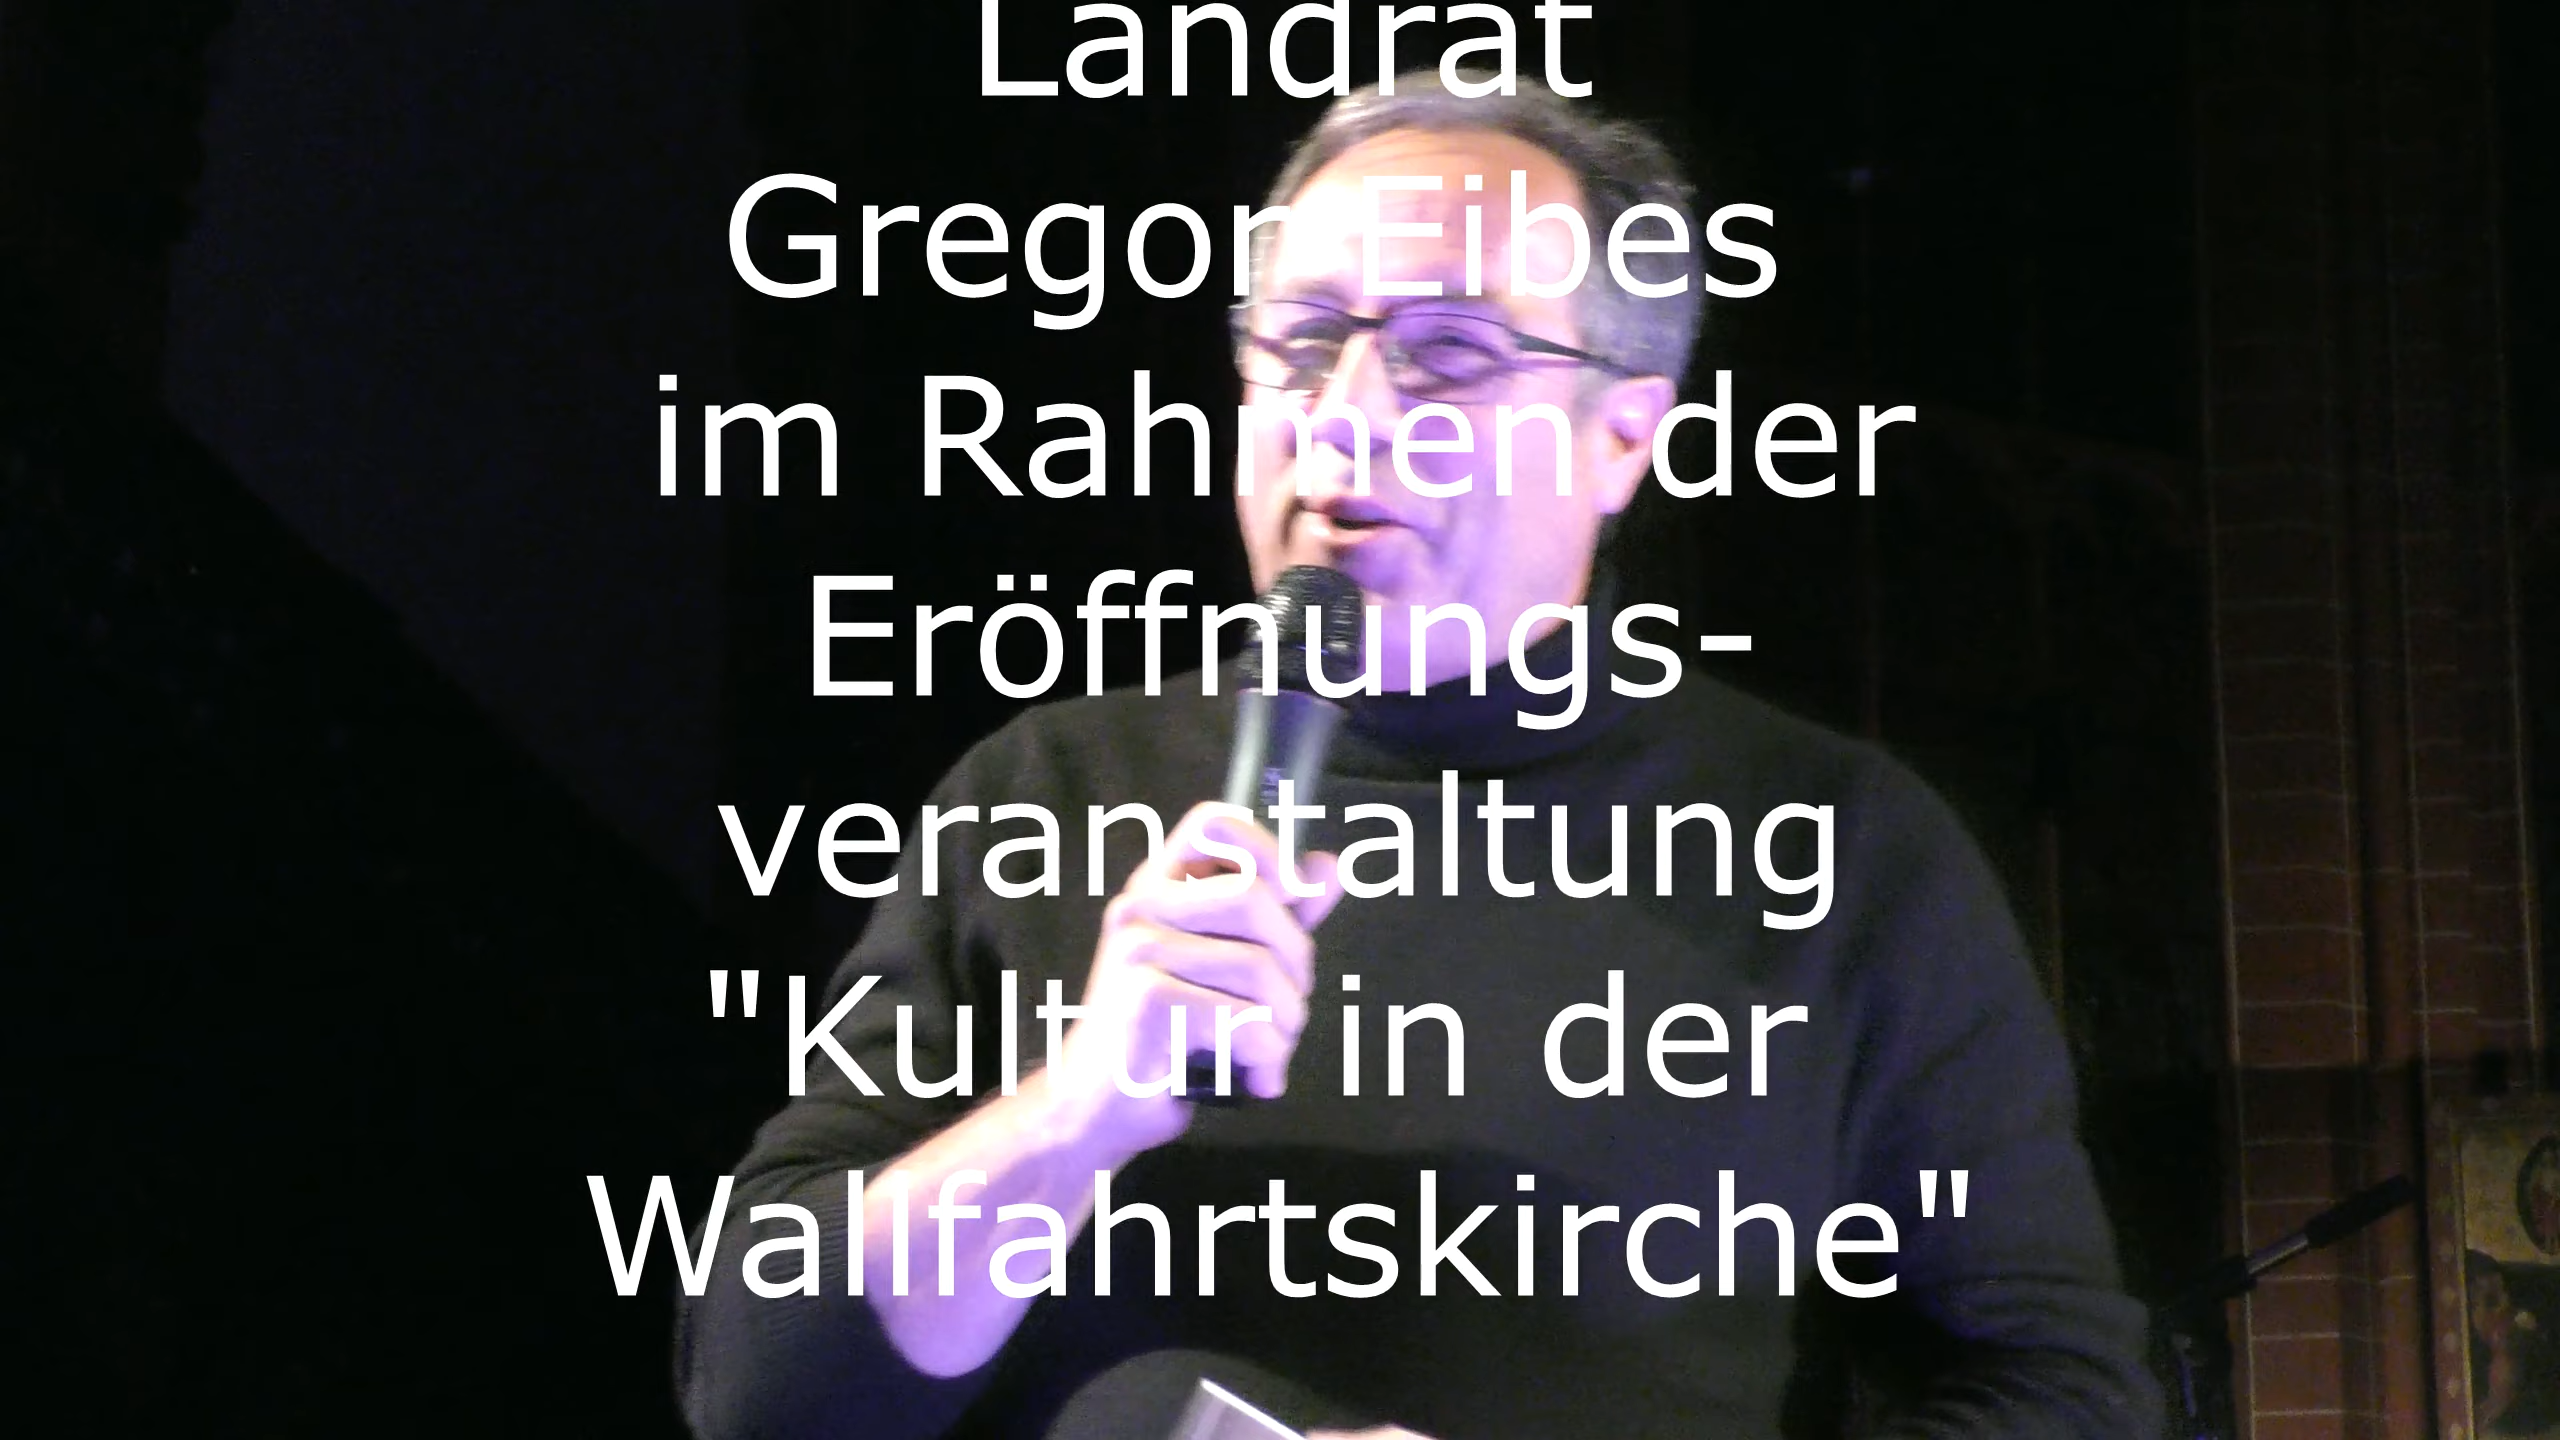 Landrat
Gregor Eibes
im Rahmen der
Eröffnungs-
veranstaltung
"Kultur in der
Wallfahrtskirche"